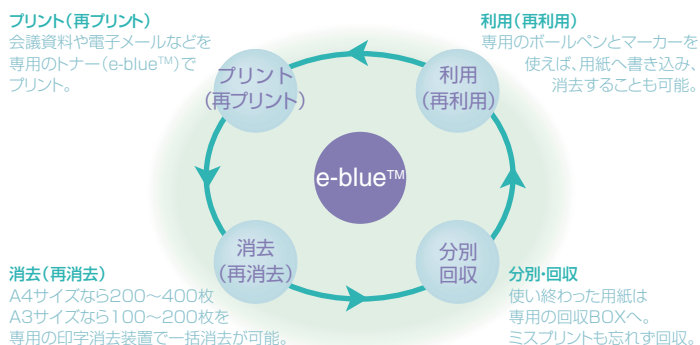 プリント(再プリント)
会議資料や電子メールなどを
専用のトナー(e-blue™)で
プリント。
利用(再利用)
専用のボールペンとマーカーを
使えば、用紙へ書き込み、
消去することも可能。
プリント
(再プリント)
利用
(再利用)
e-blue™
消去
(再消去)
分別
回収
消去(再消去)
A4サイズなら200〜400枚
A3サイズなら100〜200枚を
専用の印字消去装置で一括消去が可能。
分別・回収
使い終わった用紙は
専用の回収BOXへ。
ミスプリントも忘れず回収。